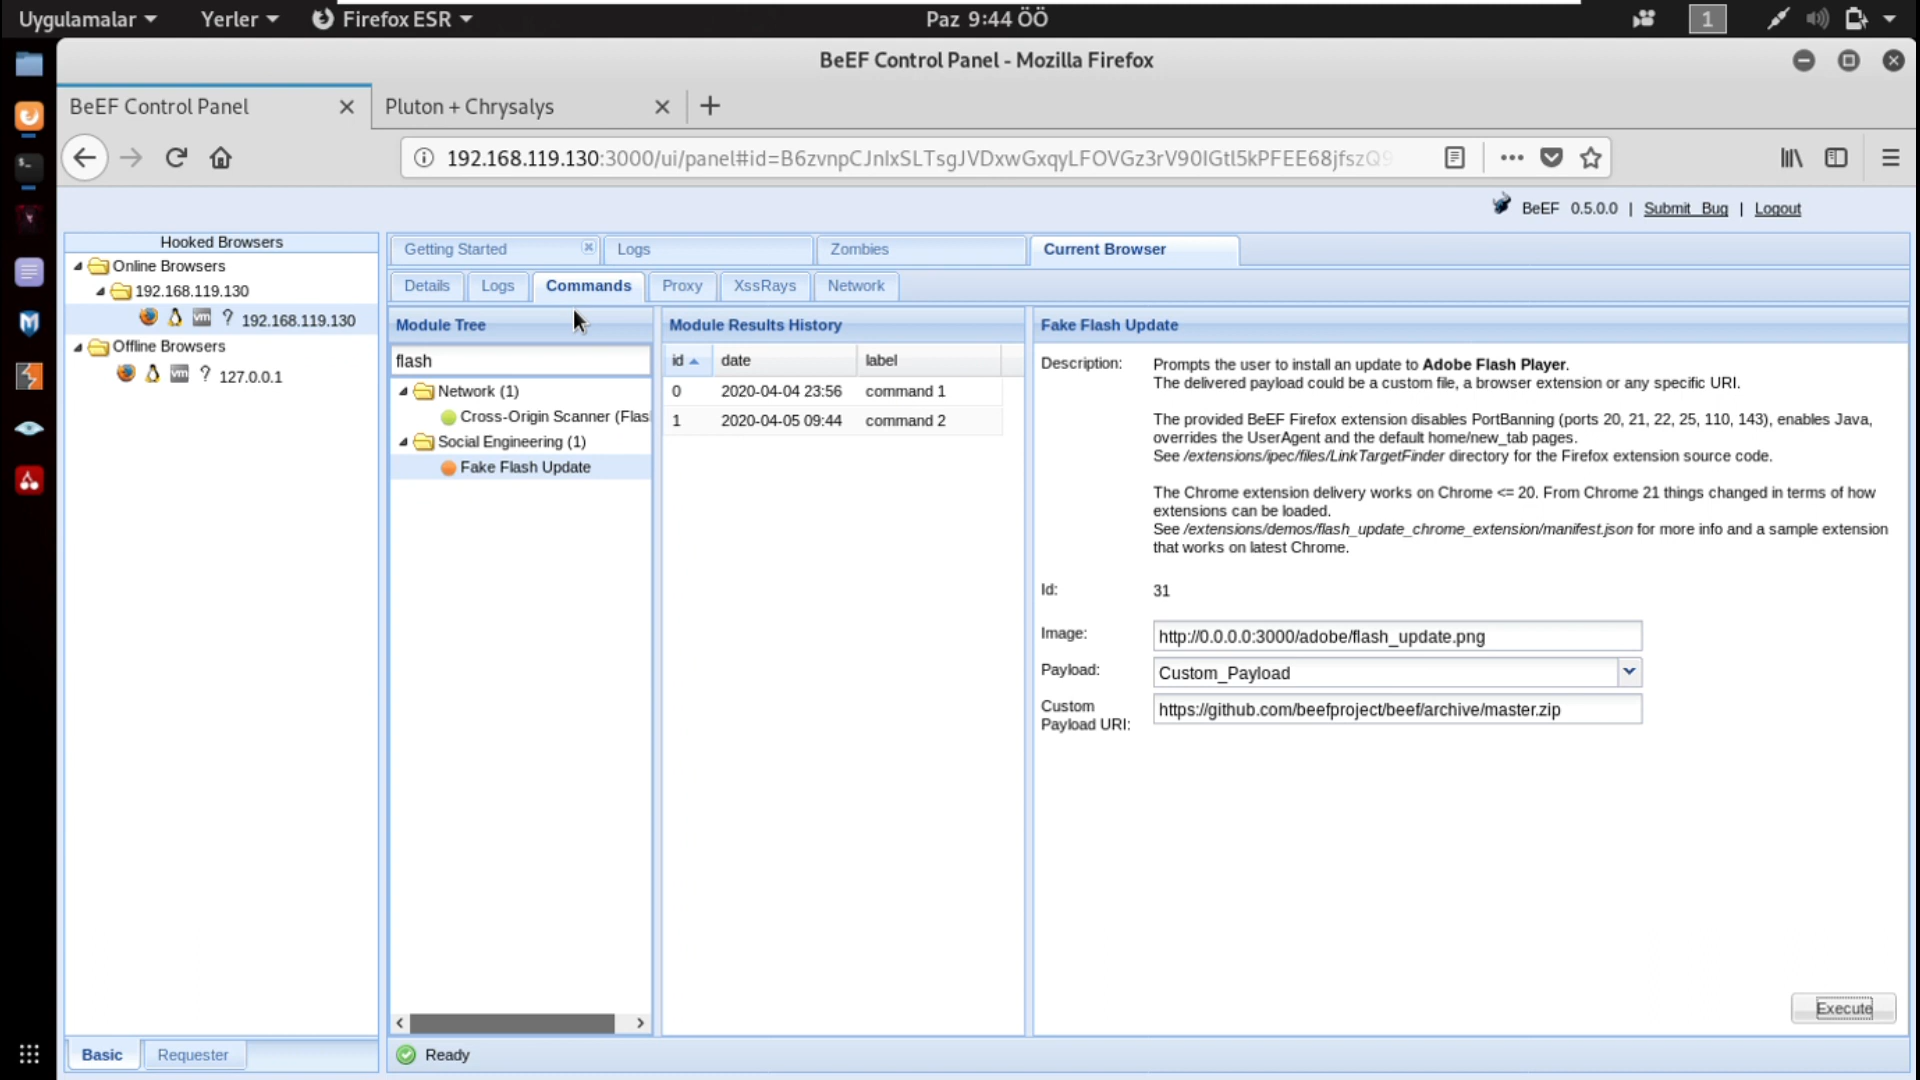 Uygulamalar
Yerler
Firefox ESR
Paz 9:44 ÖÖ
1
BeEF Control Panel - Mozilla Firefox
BeEF Control Panel
Pluton + Chrysalys
192.168.119.130:3000/ui/panel#id=
BeEF 0.5.0.0 | Submit Bug | Logout
Hooked Browsers
Online Browsers
192.168.119.130
? 192.168.119.130
Offline Browsers
? 127.0.0.1
Getting Started
Logs
Zombies
Current Browser
Details
Logs
Commands
Proxy
XssRays
Network
Module Tree
flash
Network (1)
Cross-Origin Scanner (Flas
Social Engineering (1)
Fake Flash Update
Module Results History
id date label
0 2020-04-04 23:56 command 1
1 2020-04-05 09:44 command 2
Fake Flash Update
Description:
Prompts the user to install an update to Adobe Flash Player.
The delivered payload could be a custom file, a browser extension or any specific URI.
The provided BeEF Firefox extension disables PortBanning (ports 20, 21, 22, 25, 110, 143), enables Java,
overrides the UserAgent and the default home/new_tab pages.
See /extensions/ipec/files/LinkTargetFinder directory for the Firefox extension source code.
The Chrome extension delivery works on Chrome <= 20. From Chrome 21 things changed in terms of how
extensions can be loaded.
See /extensions/demos/flash_update_chrome_extension/manifest.json for more info and a sample extension
that works on latest Chrome.
Id: 31
Image: http://0.0.0.0:3000/adobe/flash_update.png
Payload: Custom_Payload
Custom
Payload URI:
https://github.com/beefproject/beef/archive/master.zip
Execute
Basic
Requester
Ready